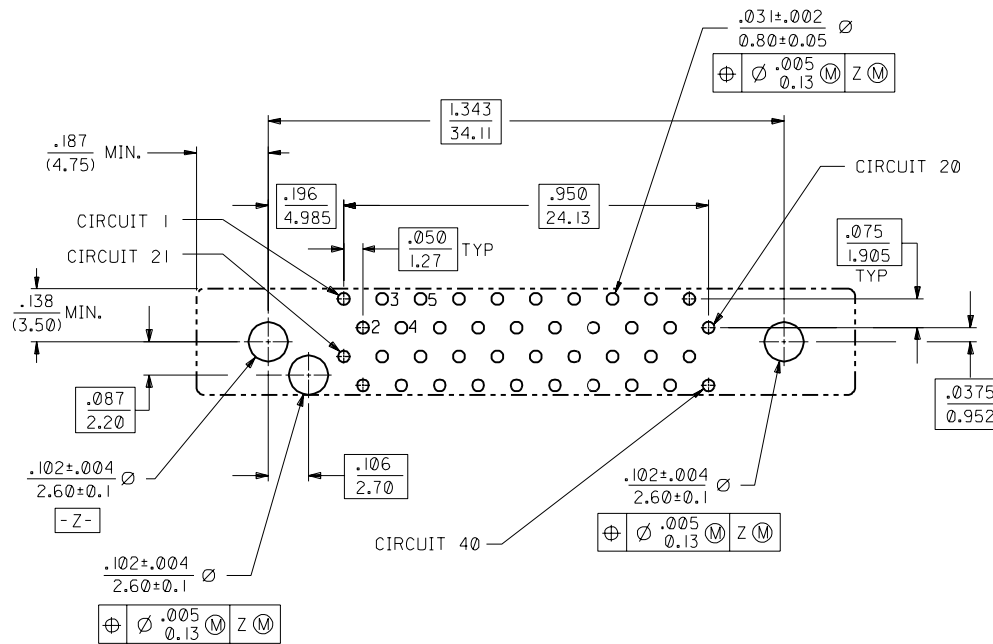 .031±.002
0.80±0.05 Ø
⌖ Ø .005 Ⓜ Z Ⓜ
0.13
1.343
34.11
.187
(4.75) MIN.
CIRCUIT 20
.196
4.985
.950
24.13
CIRCUIT 1
CIRCUIT 21
.050
1.27 TYP
.075
1.905
TYP
.138
(3.50) MIN.
3 5
2 4
.087
2.20
.0375
0.952
.106
2.70
.102±.004
2.60±0.1 Ø
-Z-
.102±.004
2.60±0.1 Ø
⌖ Ø .005 Ⓜ Z Ⓜ
0.13
CIRCUIT 40
.102±.004
2.60±0.1 Ø
⌖ Ø .005 Ⓜ Z Ⓜ
0.13